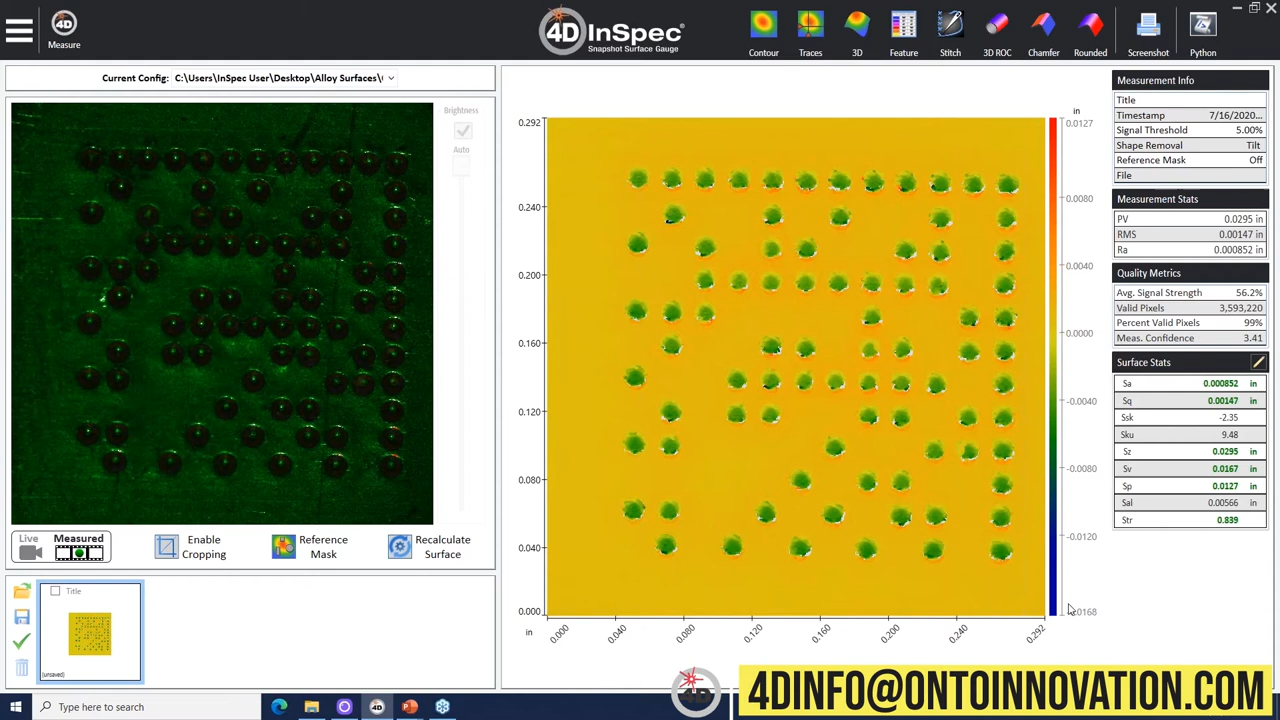 4D
Measure
4D InSpec®
Snapshot Surface Gauge
Contour
Traces
3D
Feature
Stitch
3D ROC
Chamfer
Rounded
Screenshot
Python
Current Config: C:\Users\InSpec User\Desktop\Alloy Surfaces\
Brightness
Auto
Live
Measured
Enable Cropping
Reference Mask
Recalculate Surface
Title
(unsaved)
in
0.292
0.240
0.200
0.160
0.120
0.080
0.040
0.000
in
0.000
0.040
0.080
0.120
0.160
0.200
0.240
0.292
0.0127
0.0080
0.0040
0.0000
-0.0040
-0.0080
-0.0120
0168
Measurement Info
Title
Timestamp 7/16/2020...
Signal Threshold 5.00%
Shape Removal Tilt
Reference Mask Off
File
Measurement Stats
PV 0.0295 in
RMS 0.00147 in
Ra 0.000852 in
Quality Metrics
Avg. Signal Strength 56.2%
Valid Pixels 3,593,220
Percent Valid Pixels 99%
Meas. Confidence 3.41
Surface Stats
Sa 0.000852 in
Sq 0.00147 in
Ssk -2.35
Sku 9.48
Sz 0.0295 in
Sv 0.0167 in
Sp 0.0127 in
Sal 0.00566 in
Str 0.839
4D
4DINFO@ONTOINNOVATION.COM
Type here to search
4D